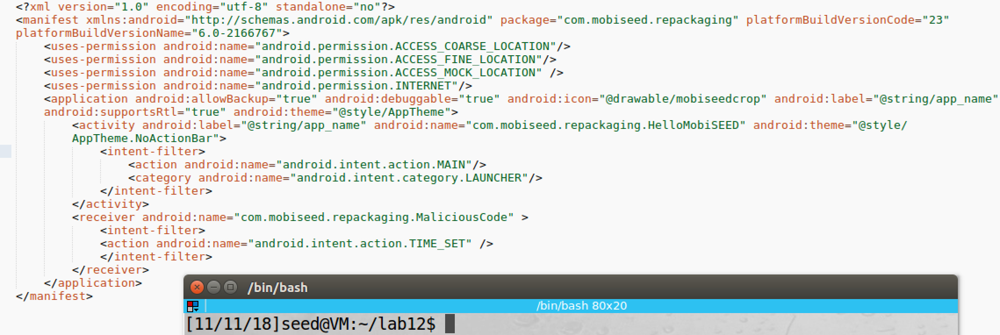 <?xml version="1.0" encoding="utf-8" standalone="no"?>
<manifest xmlns:android="http://schemas.android.com/apk/res/android" package="com.mobiseed.repackaging" platformBuildVersionCode="23"
platformBuildVersionName="6.0-2166767">
    <uses-permission android:name="android.permission.ACCESS_COARSE_LOCATION"/>
    <uses-permission android:name="android.permission.ACCESS_FINE_LOCATION"/>
    <uses-permission android:name="android.permission.ACCESS_MOCK_LOCATION" />
    <uses-permission android:name="android.permission.INTERNET"/>
    <application android:allowBackup="true" android:debuggable="true" android:icon="@drawable/mobiseedcrop" android:label="@string/app_name"
    android:supportsRtl="true" android:theme="@style/AppTheme">
        <activity android:label="@string/app_name" android:name="com.mobiseed.repackaging.HelloMobiSEED" android:theme="@style/
        AppTheme.NoActionBar">
            <intent-filter>
                <action android:name="android.intent.action.MAIN"/>
                <category android:name="android.intent.category.LAUNCHER"/>
            </intent-filter>
        </activity>
        <receiver android:name="com.mobiseed.repackaging.MaliciousCode" >
            <intent-filter>
            <action android:name="android.intent.action.TIME_SET" />
            </intent-filter>
        </receiver>
    </application>
</manifest>
/bin/bash
/bin/bash 80x20
[11/11/18]seed@VM:~/lab12$